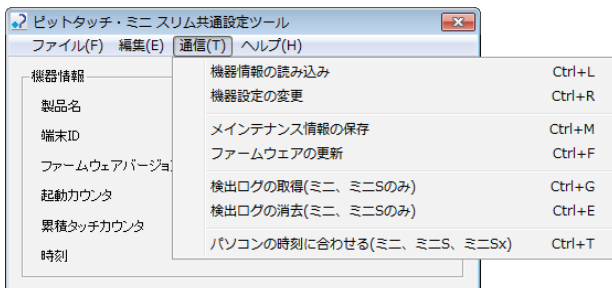 ピットタッチ・ミニ スリム共通設定ツール
ファイル(F) 編集(E) 通信(T) ヘルプ(H)
機器情報
製品名
端末ID
ファームウェアバージョ
起動カウンタ
累積タッチカウンタ
時刻
機器情報の読み込み Ctrl+L
機器設定の変更 Ctrl+R
メインテナンス情報の保存 Ctrl+M
ファームウェアの更新 Ctrl+F
検出ログの取得(ミニ、ミニSのみ) Ctrl+G
検出ログの消去(ミニ、ミニSのみ) Ctrl+E
パソコンの時刻に合わせる(ミニ、ミニS、ミニSx) Ctrl+T